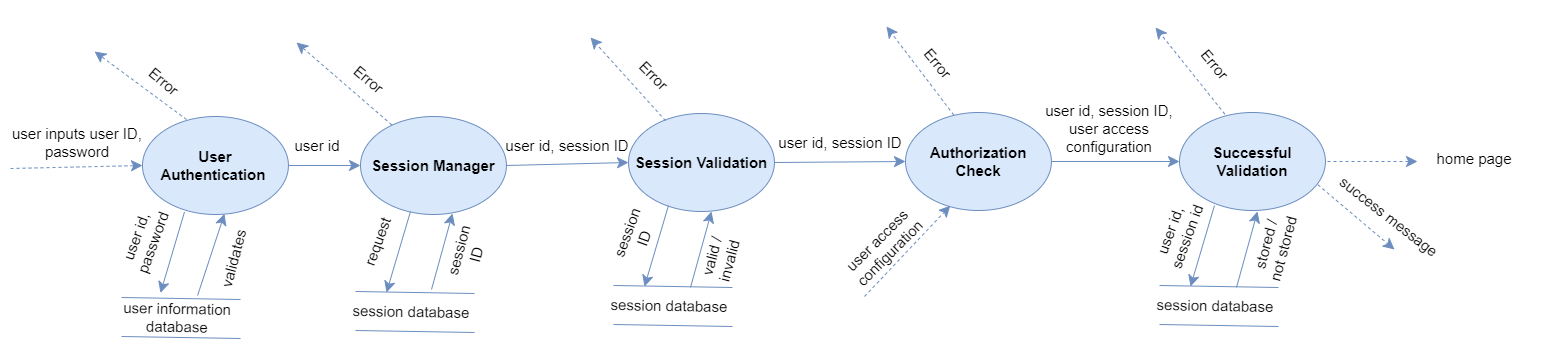 Error
Error
Error
Error
Error
user inputs user ID,
password
User
Authentication
user id
Session Manager
user id, session ID
Session Validation
user id, session ID
Authorization
Check
user id, session ID,
user access
configuration
Successful
Validation
home page
success message
user id,
password
validates
request
session
ID
session
ID
valid /
invalid
user access
configuration
user id,
session id
stored /
not stored
user information
database
session database
session database
session database